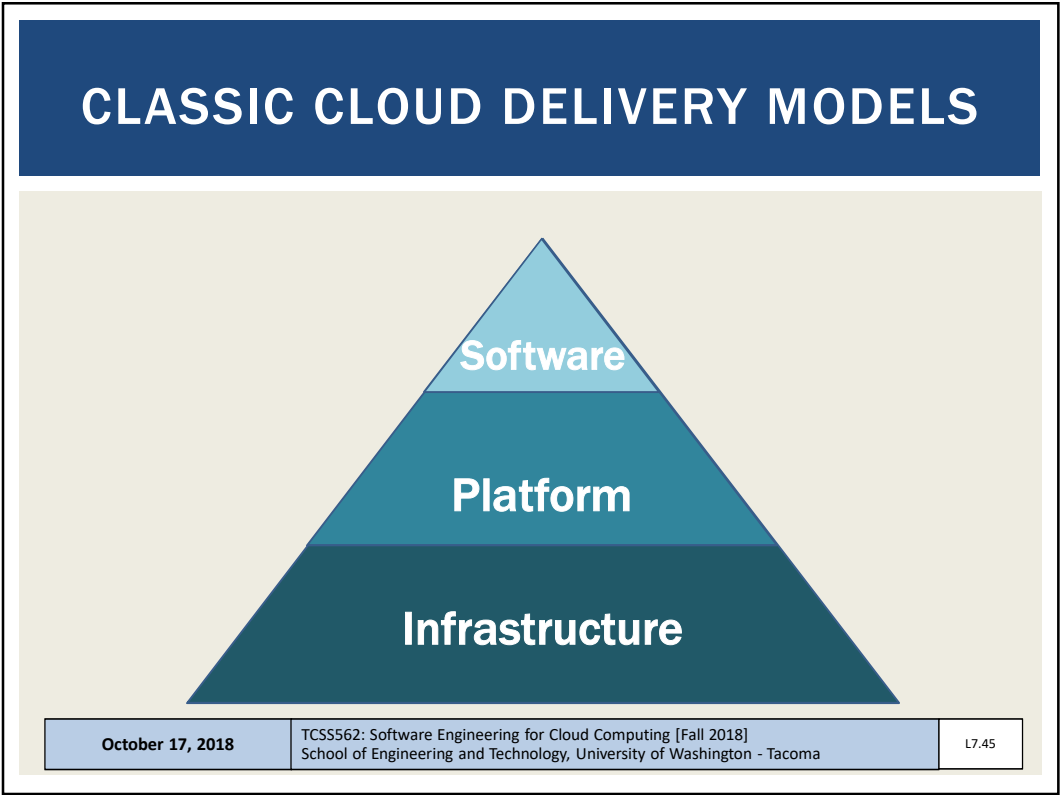 CLASSIC CLOUD DELIVERY MODELS
Software
Platform
Infrastructure
October 17, 2018
TCSS562: Software Engineering for Cloud Computing [Fall 2018]
School of Engineering and Technology, University of Washington - Tacoma
L7.45